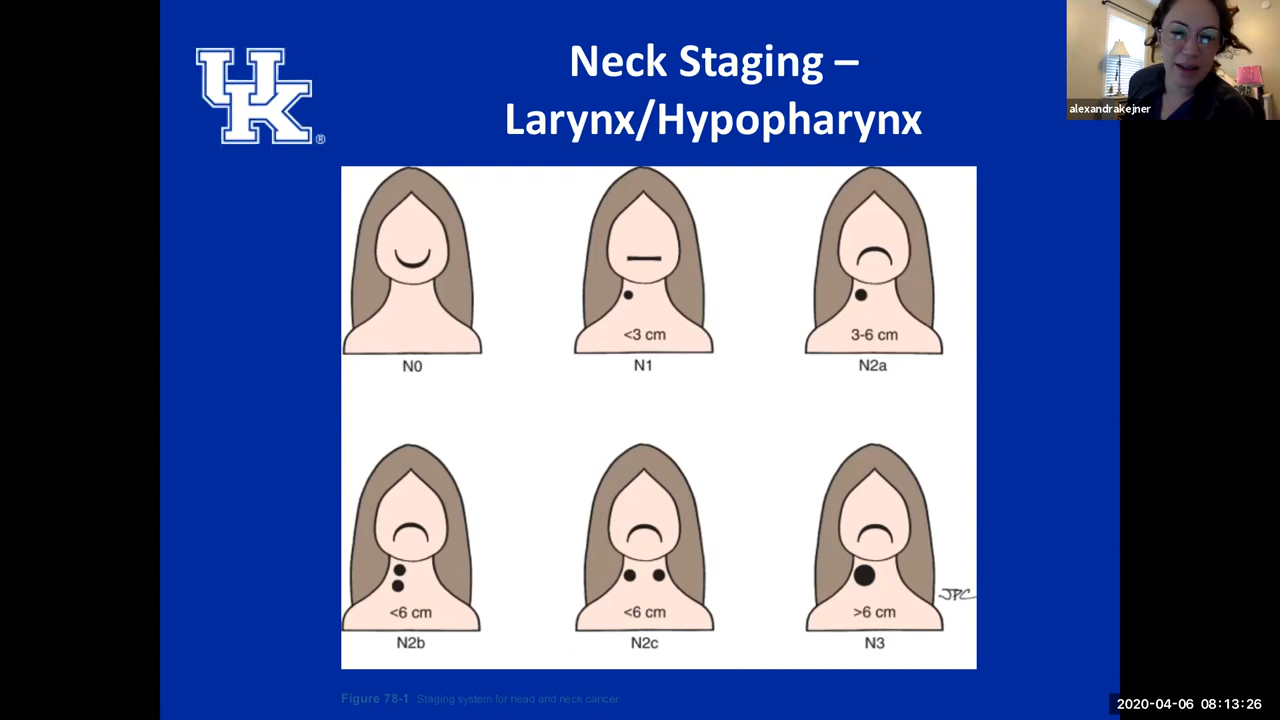 Neck Staging –
Larynx/Hypopharynx
UK
®
alexandrakejner
N0
<3 cm
N1
3-6 cm
N2a
<6 cm
N2b
<6 cm
N2c
>6 cm
N3
JPC
Figure 78-1 Staging system for head and neck cancer.
2020-04-06 08:13:26